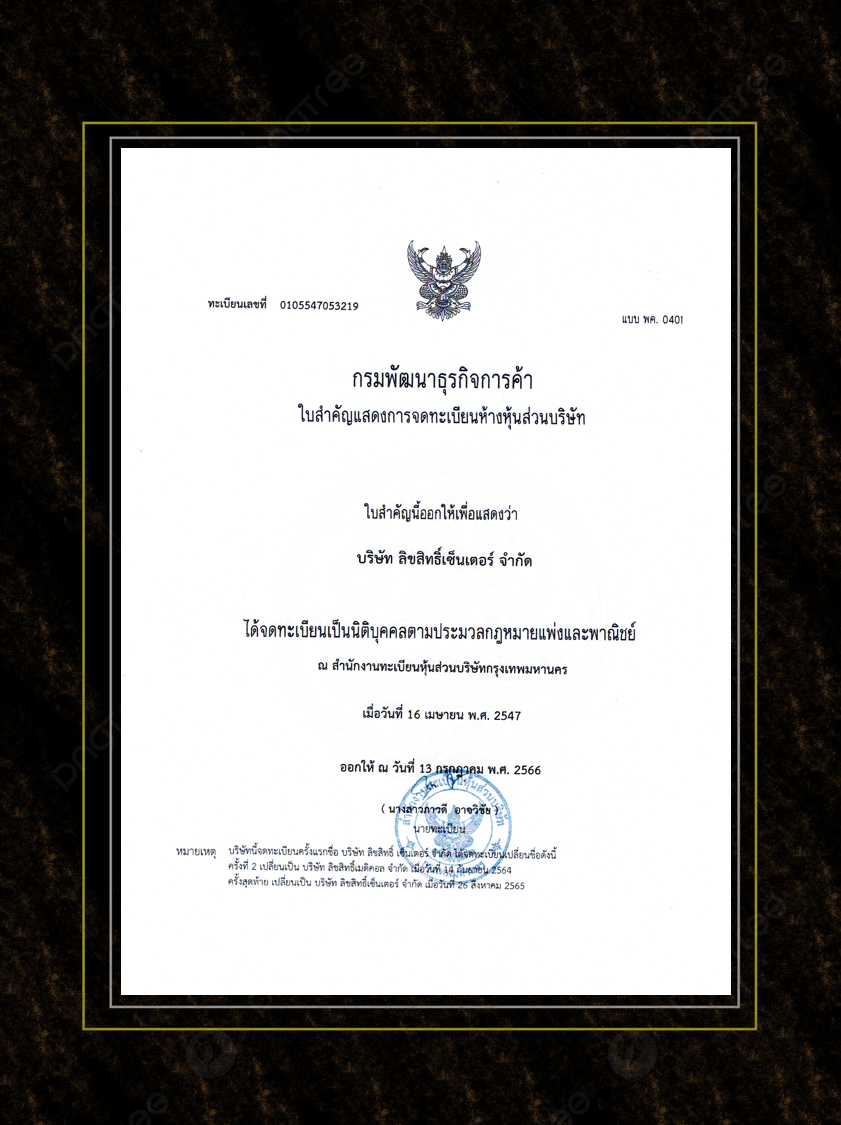 ทะเบียนเลขที่ 0105547053219
แบบ พค. 0401
กรมพัฒนาธุรกิจการค้า
ใบสำคัญแสดงการจดทะเบียนห้างหุ้นส่วนบริษัท
ใบสำคัญนี้ออกให้เพื่อแสดงว่า
บริษัท ลิขสิทธิ์เซ็นเตอร์ จำกัด
ได้จดทะเบียนเป็นนิติบุคคลตามประมวลกฎหมายแพ่งและพาณิชย์
ณ สำนักงานทะเบียนหุ้นส่วนบริษัทกรุงเทพมหานคร
เมื่อวันที่ 16 เมษายน พ.ศ. 2547
ออกให้ ณ วันที่ 13 กรกฎาคม พ.ศ. 2566
( นางสาวภาวดี อาจวิชัย )
นายทะเบียน
หมายเหตุ บริษัทนี้จดทะเบียนครั้งแรกชื่อ บริษัท ลิขสิทธิ์ เซ็นเตอร์ จำกัด ได้จดทะเบียนเปลี่ยนชื่อดังนี้
ครั้งที่ 2 เปลี่ยนเป็น บริษัท ลิขสิทธิ์เมดิคอล จำกัด เมื่อวันที่ 14 กันยายน 2564
ครั้งสุดท้าย เปลี่ยนเป็น บริษัท ลิขสิทธิ์เซ็นเตอร์ จำกัด เมื่อวันที่ 26 สิงหาคม 2565